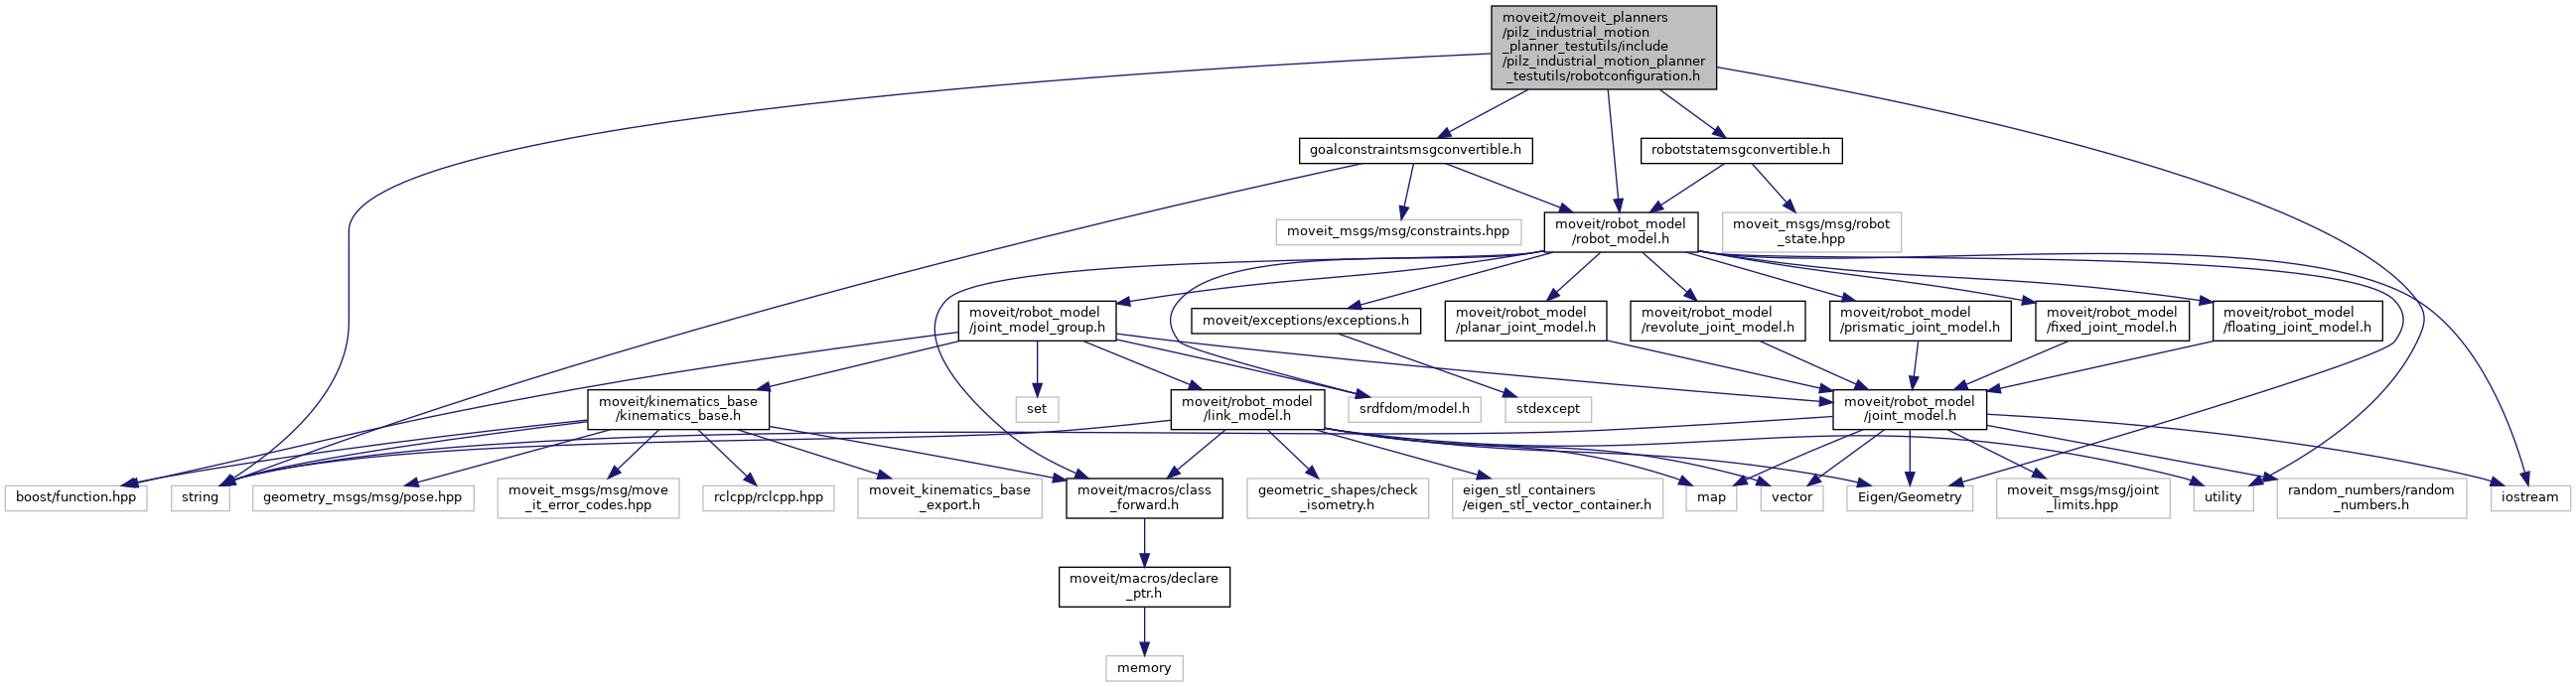 moveit2/moveit_planners
/pilz_industrial_motion
_planner_testutils/include
/pilz_industrial_motion_planner
_testutils/robotconfiguration.h
goalconstraintsmsgconvertible.h
robotstatemsgconvertible.h
moveit_msgs/msg/constraints.hpp
moveit/robot_model
/robot_model.h
moveit_msgs/msg/robot
_state.hpp
moveit/robot_model
/joint_model_group.h
moveit/exceptions/exceptions.h
moveit/robot_model
/planar_joint_model.h
moveit/robot_model
/revolute_joint_model.h
moveit/robot_model
/prismatic_joint_model.h
moveit/robot_model
/fixed_joint_model.h
moveit/robot_model
/floating_joint_model.h
moveit/kinematics_base
/kinematics_base.h
set
moveit/robot_model
/link_model.h
srdfdom/model.h
stdexcept
moveit/robot_model
/joint_model.h
boost/function.hpp
string
geometry_msgs/msg/pose.hpp
moveit_msgs/msg/move
_it_error_codes.hpp
rclcpp/rclcpp.hpp
moveit_kinematics_base
_export.h
moveit/macros/class
_forward.h
geometric_shapes/check
_isometry.h
eigen_stl_containers
/eigen_stl_vector_container.h
map
vector
Eigen/Geometry
moveit_msgs/msg/joint
_limits.hpp
utility
random_numbers/random
_numbers.h
iostream
moveit/macros/declare
_ptr.h
memory